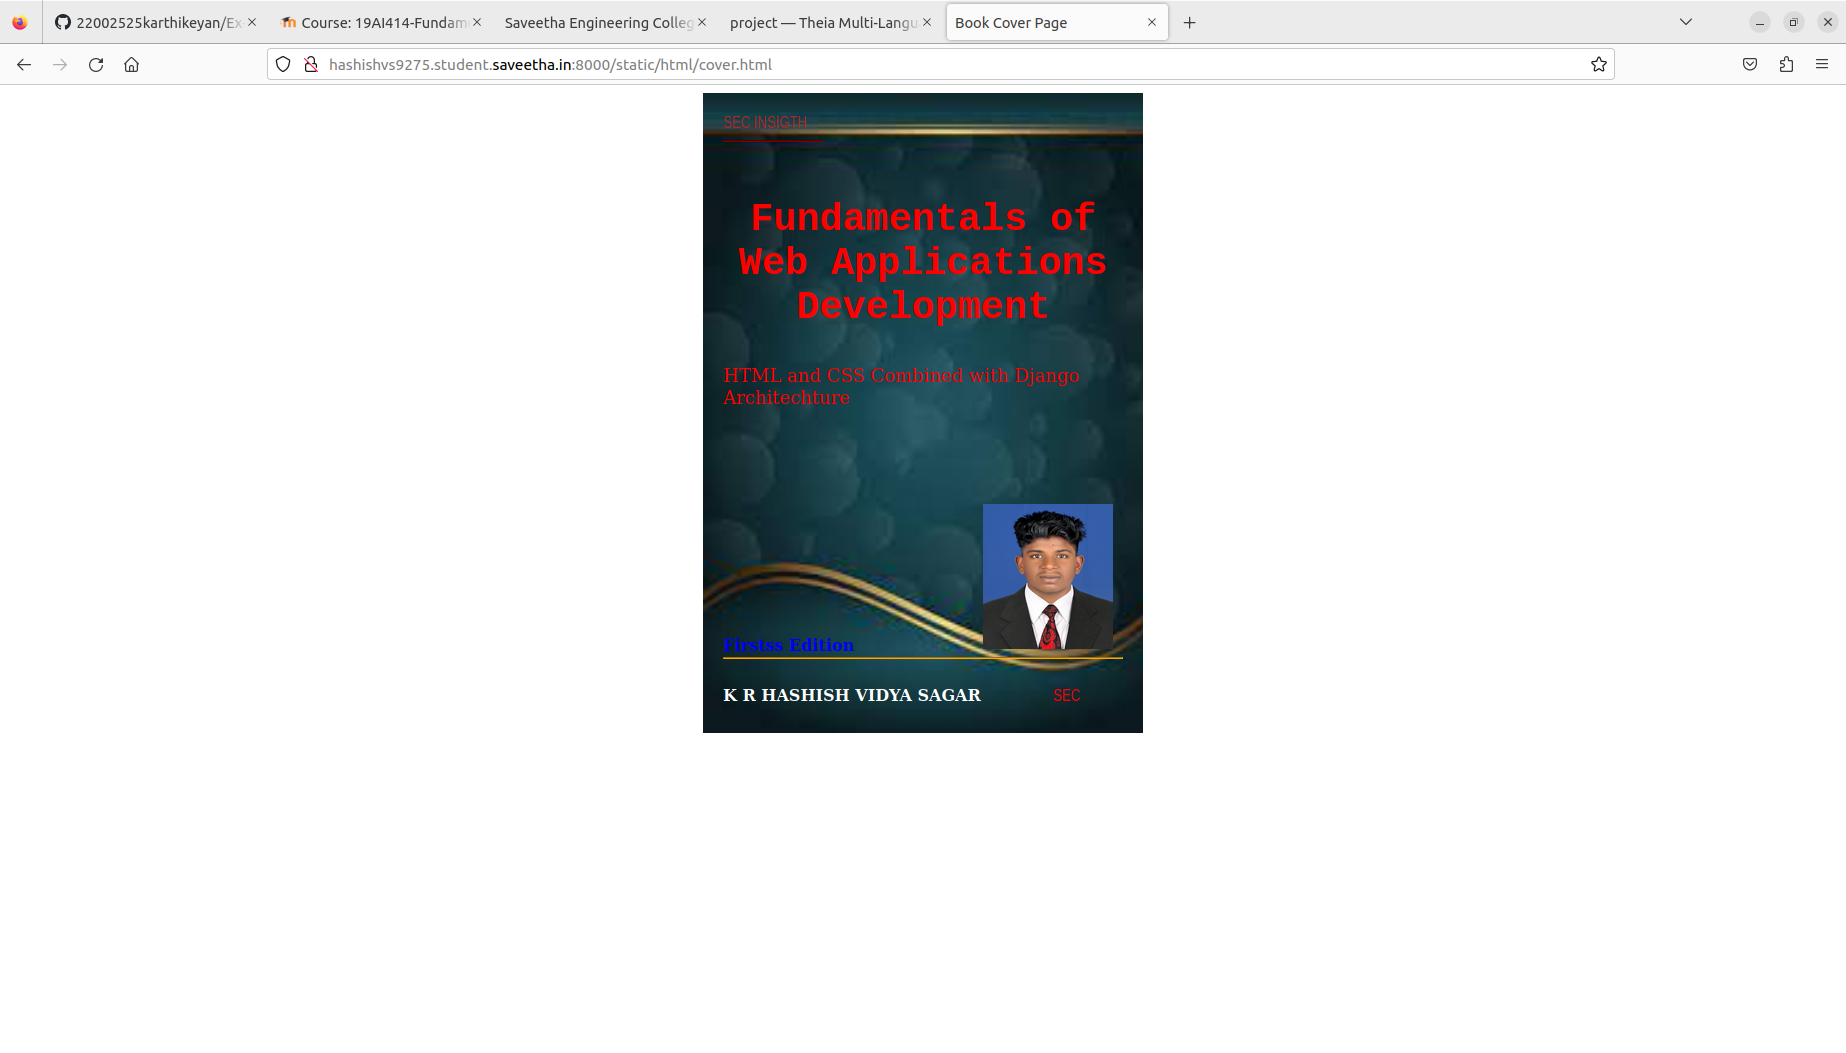 22002525karthikeyan/Ex
Course: 19AI414-Fundam
Saveetha Engineering Colleg
project — Theia Multi-Langu
Book Cover Page
hashishvs9275.student.saveetha.in:8000/static/html/cover.html
SEC INSIGTH
Fundamentals of
Web Applications
Development
HTML and CSS Combined with Django
Architechture
Firstss Edition
K R HASHISH VIDYA SAGAR SEC